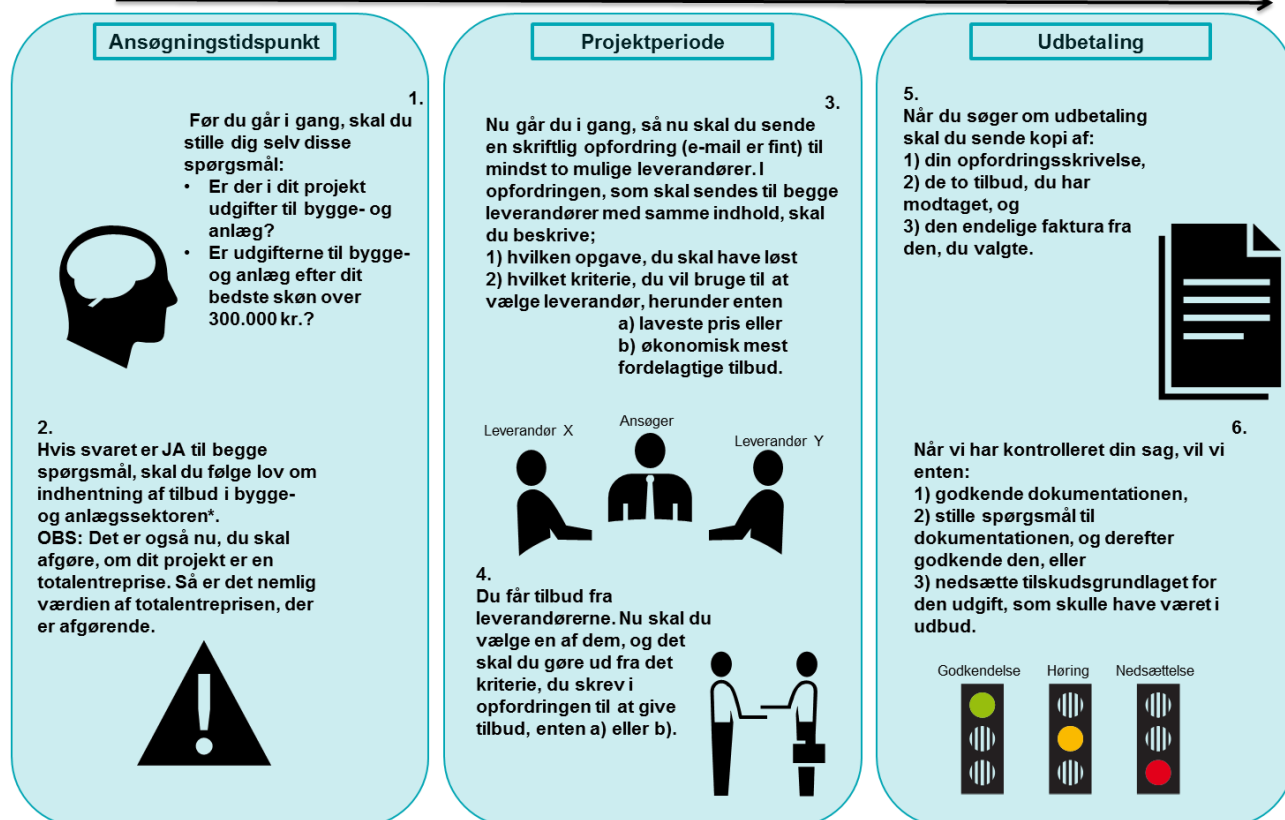 Ansøgningstidspunkt
1.
Før du går i gang, skal du
stille dig selv disse
spørgsmål:
• Er der i dit projekt
udgifter til bygge- og
anlæg?
• Er udgifterne til bygge-
og anlæg efter dit
bedste skøn over
300.000 kr.?
2.
Hvis svaret er JA til begge
spørgsmål, skal du følge lov om
indhentning af tilbud i bygge-
og anlægssektoren*.
OBS: Det er også nu, du skal
afgøre, om dit projekt er en
totalentreprise. Så er det nemlig
værdien af totalentreprisen, der
er afgørende.
Projektperiode
3.
Nu går du i gang, så nu skal du sende
en skriftlig opfordring (e-mail er fint) til
mindst to mulige leverandører. I
opfordringen, som skal sendes til begge
leverandører med samme indhold, skal
du beskrive;
1) hvilken opgave, du skal have løst
2) hvilket kriterie, du vil bruge til at
vælge leverandør, herunder enten
a) laveste pris eller
b) økonomisk mest
fordelagtige tilbud.
Leverandør X
Ansøger
Leverandør Y
4.
Du får tilbud fra
leverandørerne. Nu skal du
vælge en af dem, og det
skal du gøre ud fra det
kriterie, du skrev i
opfordringen til at give
tilbud, enten a) eller b).
Udbetaling
5.
Når du søger om udbetaling
skal du sende kopi af:
1) din opfordringsskrivelse,
2) de to tilbud, du har
modtaget, og
3) den endelige faktura fra
den, du valgte.
6.
Når vi har kontrolleret din sag, vil vi
enten:
1) godkende dokumentationen,
2) stille spørgsmål til
dokumentationen, og derefter
godkende den, eller
3) nedsætte tilskudsgrundlaget for
den udgift, som skulle have været i
udbud.
Godkendelse
Høring
Nedsættelse